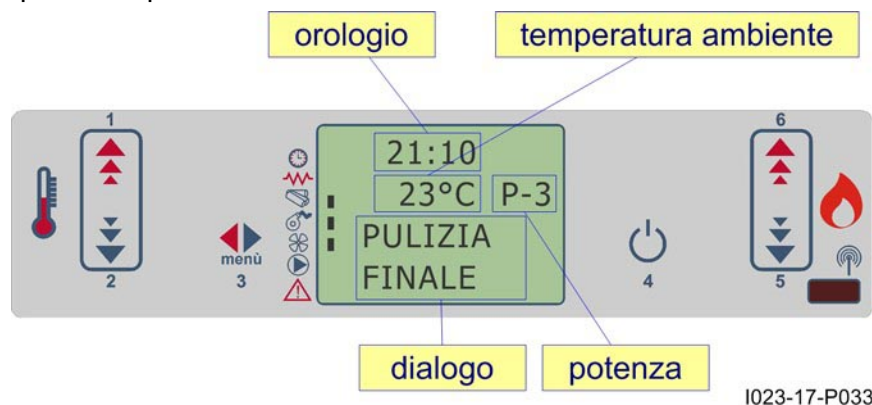 orologio
temperatura ambiente
1
6
21:10
23°C P-3
PULIZIA
FINALE
menù
2
3
4
5
dialogo
potenza
I023-17-P033